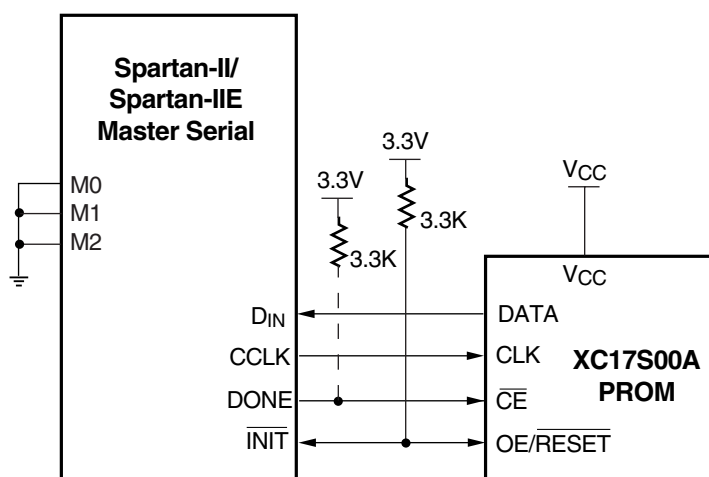 Spartan-II/
Spartan-IIE
Master Serial
M0
M1
M2
3.3V
3.3K
3.3V
3.3K
VCC
VCC
DIN
CCLK
DONE
INIT
DATA
CLK
CE
OE/RESET
XC17S00A
PROM